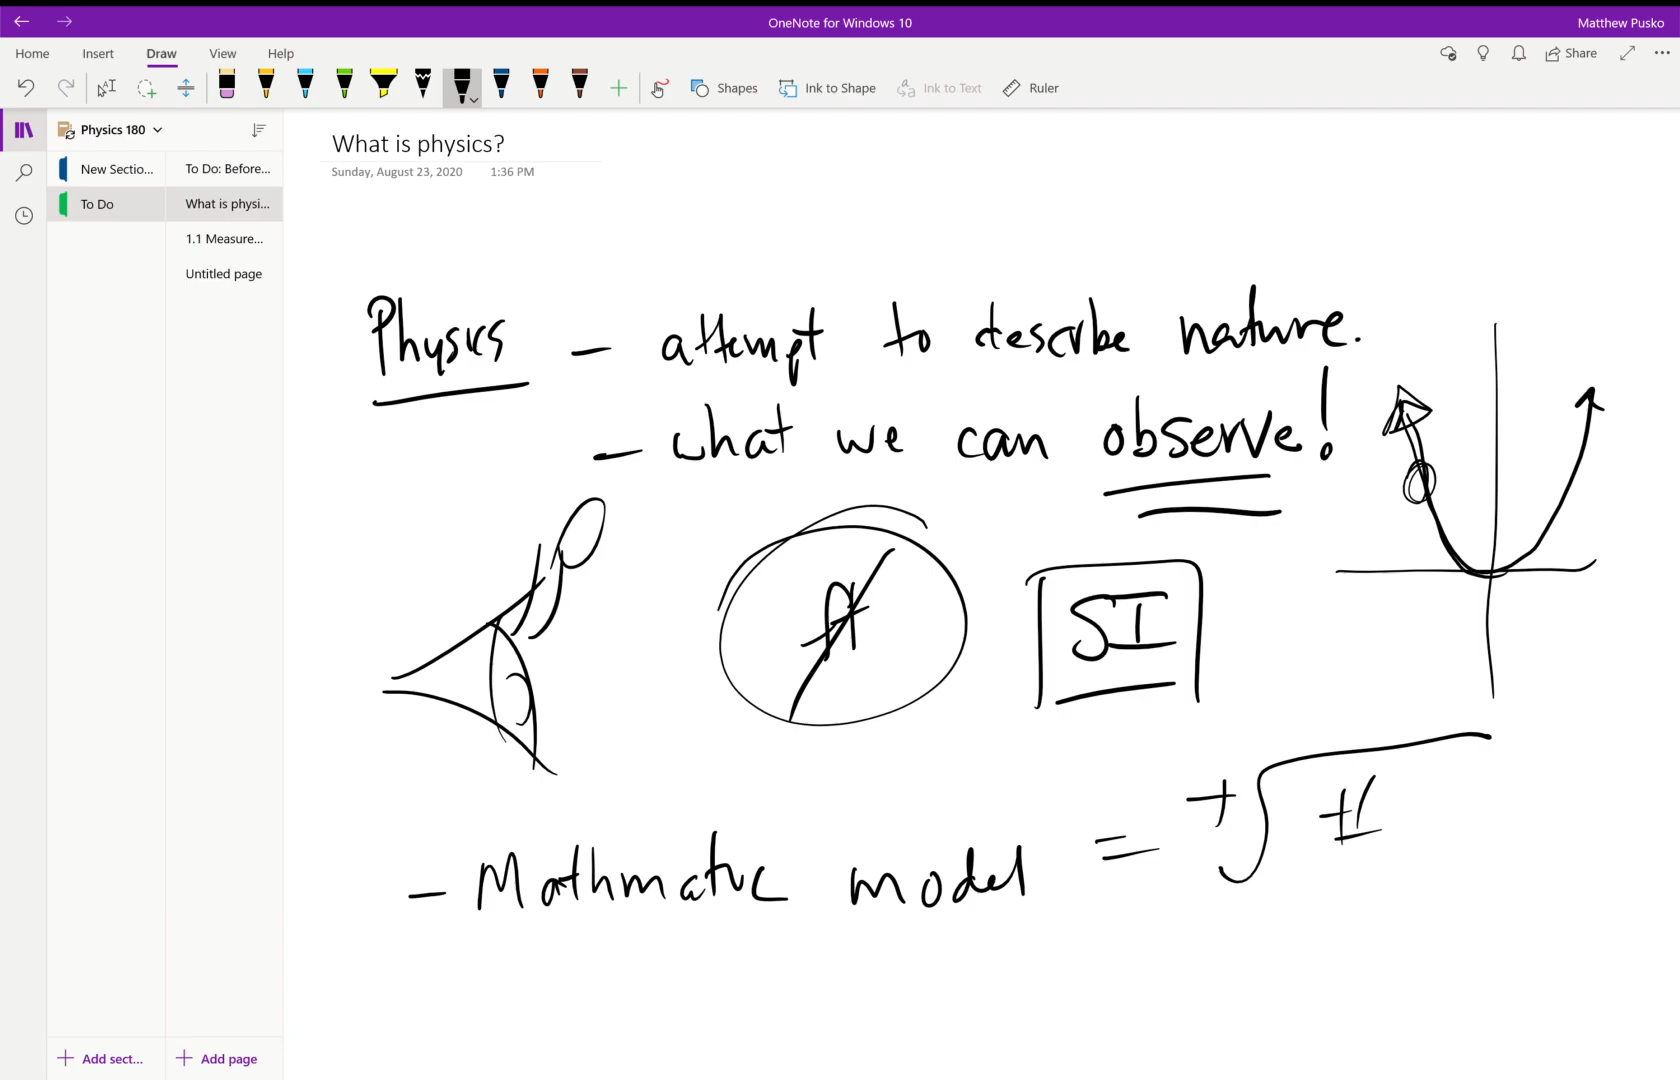 OneNote for Windows 10
Matthew Pusko
Home Insert Draw View Help
Share
Shapes Ink to Shape Ink to Text Ruler
Physics 180
New Sectio... To Do: Before...
To Do What is physi...
1.1 Measure...
Untitled page
What is physics?
Sunday, August 23, 2020 1:36 PM
Physics - attempt to describe nature.
- what we can observe!
ft
SI
- Mathmatic model = +√#
Add sect... Add page